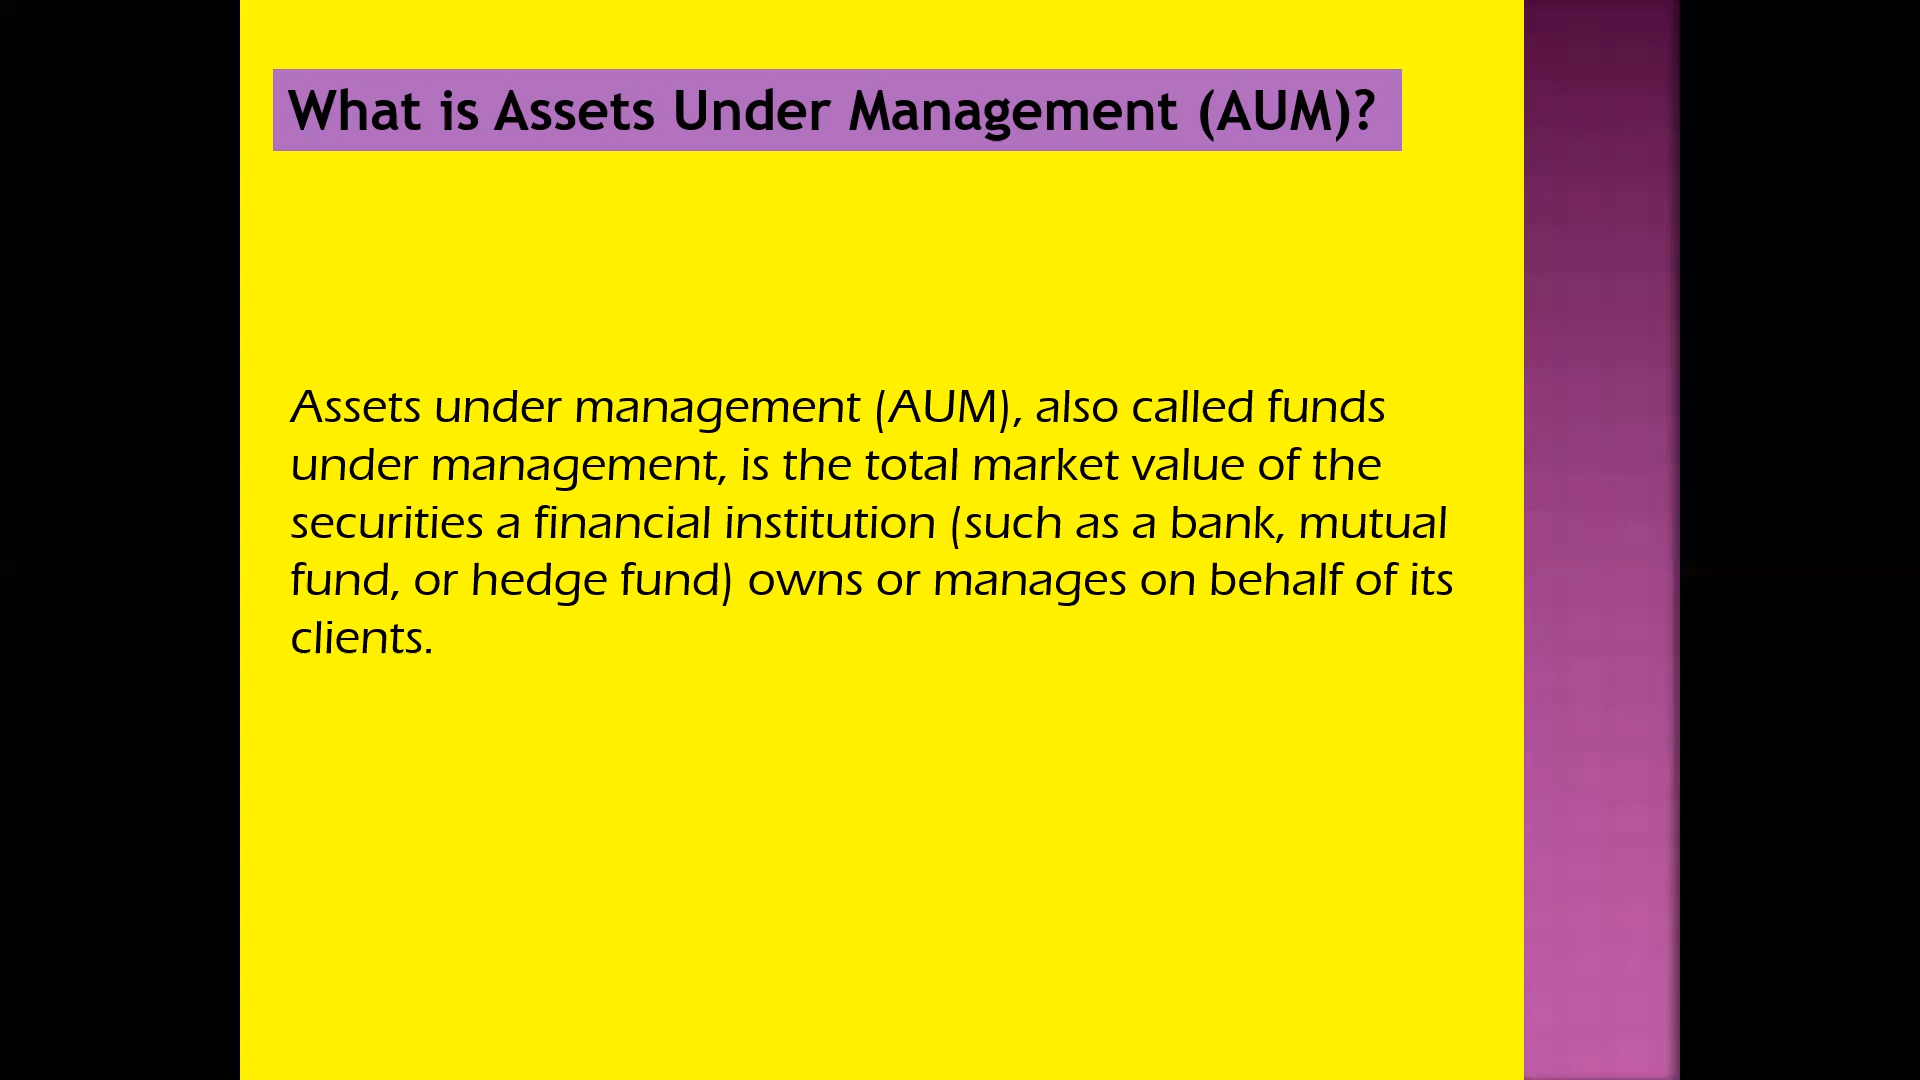 What is Assets Under Management (AUM)?
Assets under management (AUM), also called funds
under management, is the total market value of the
securities a financial institution (such as a bank, mutual
fund, or hedge fund) owns or manages on behalf of its
clients.